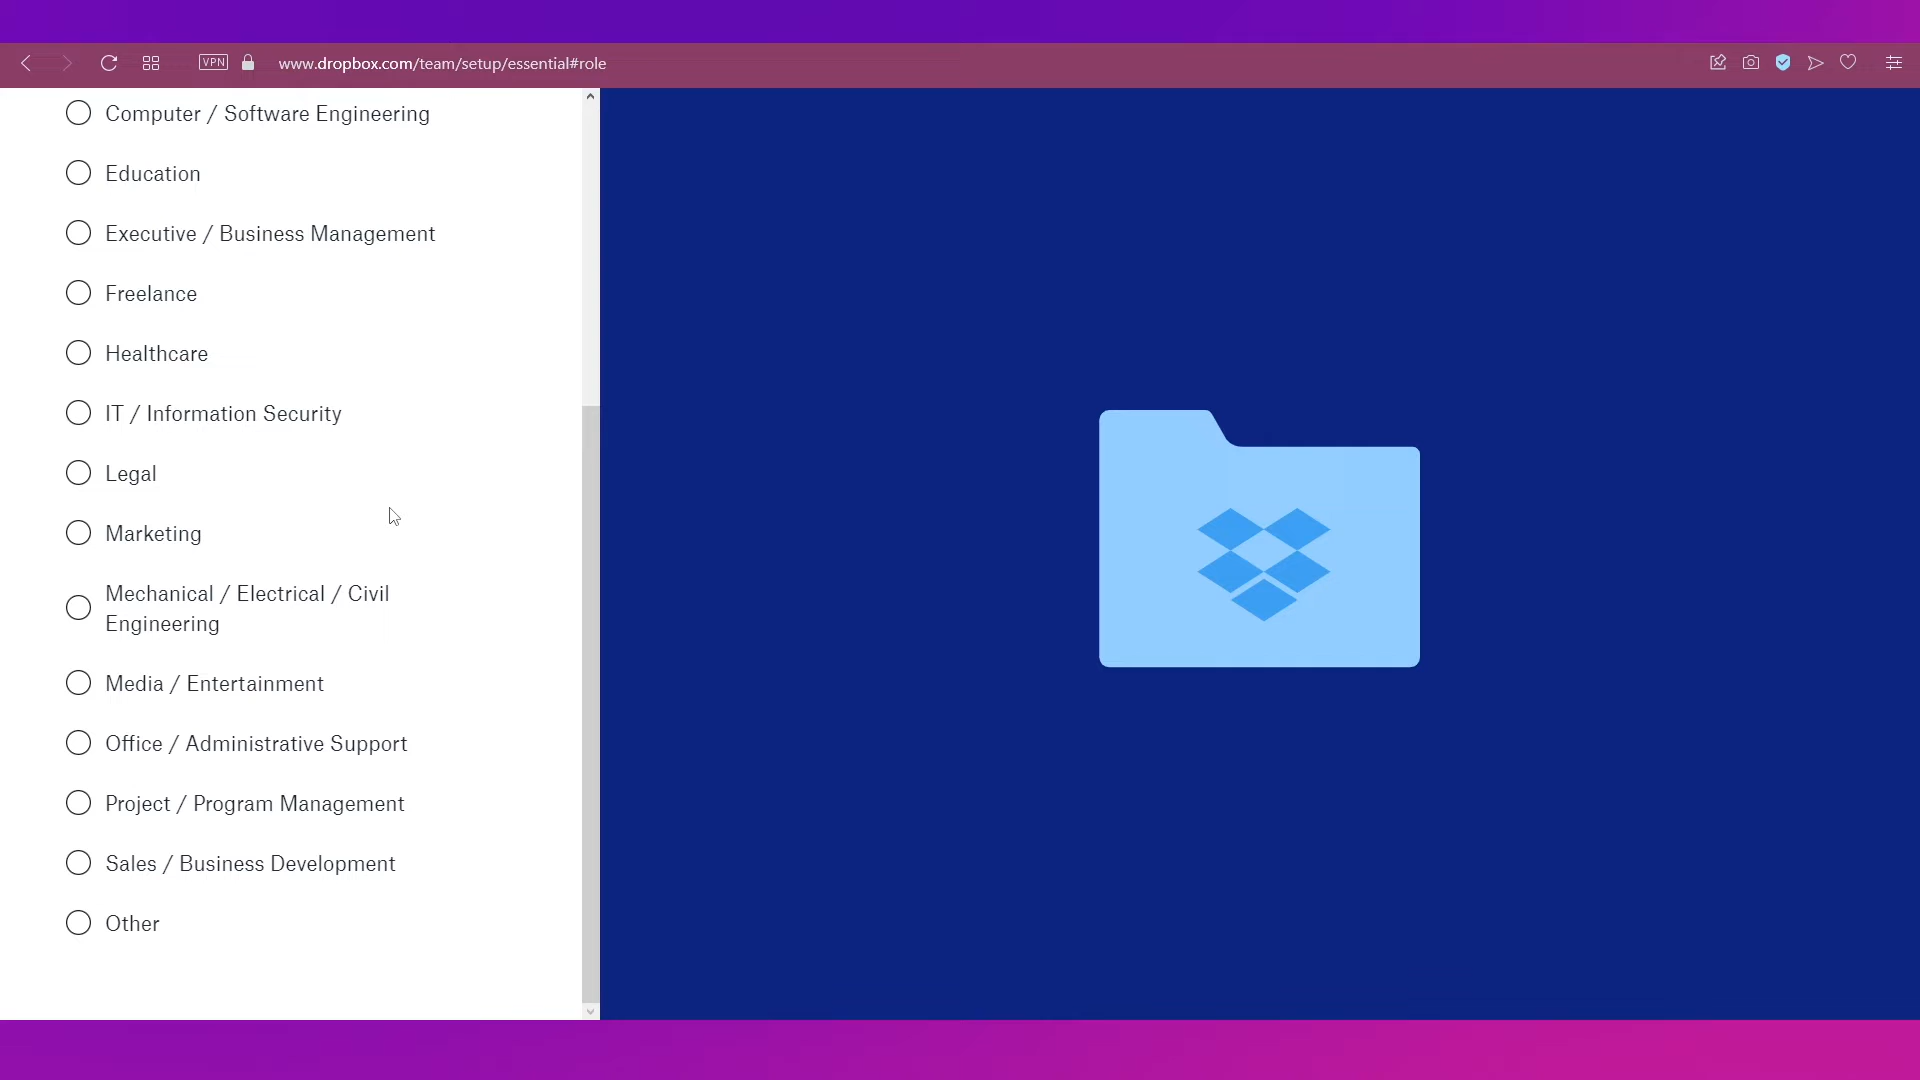 VPN
www.dropbox.com/team/setup/essential#role
Computer / Software Engineering
Education
Executive / Business Management
Freelance
Healthcare
IT / Information Security
Legal
Marketing
Mechanical / Electrical / Civil
Engineering
Media / Entertainment
Office / Administrative Support
Project / Program Management
Sales / Business Development
Other